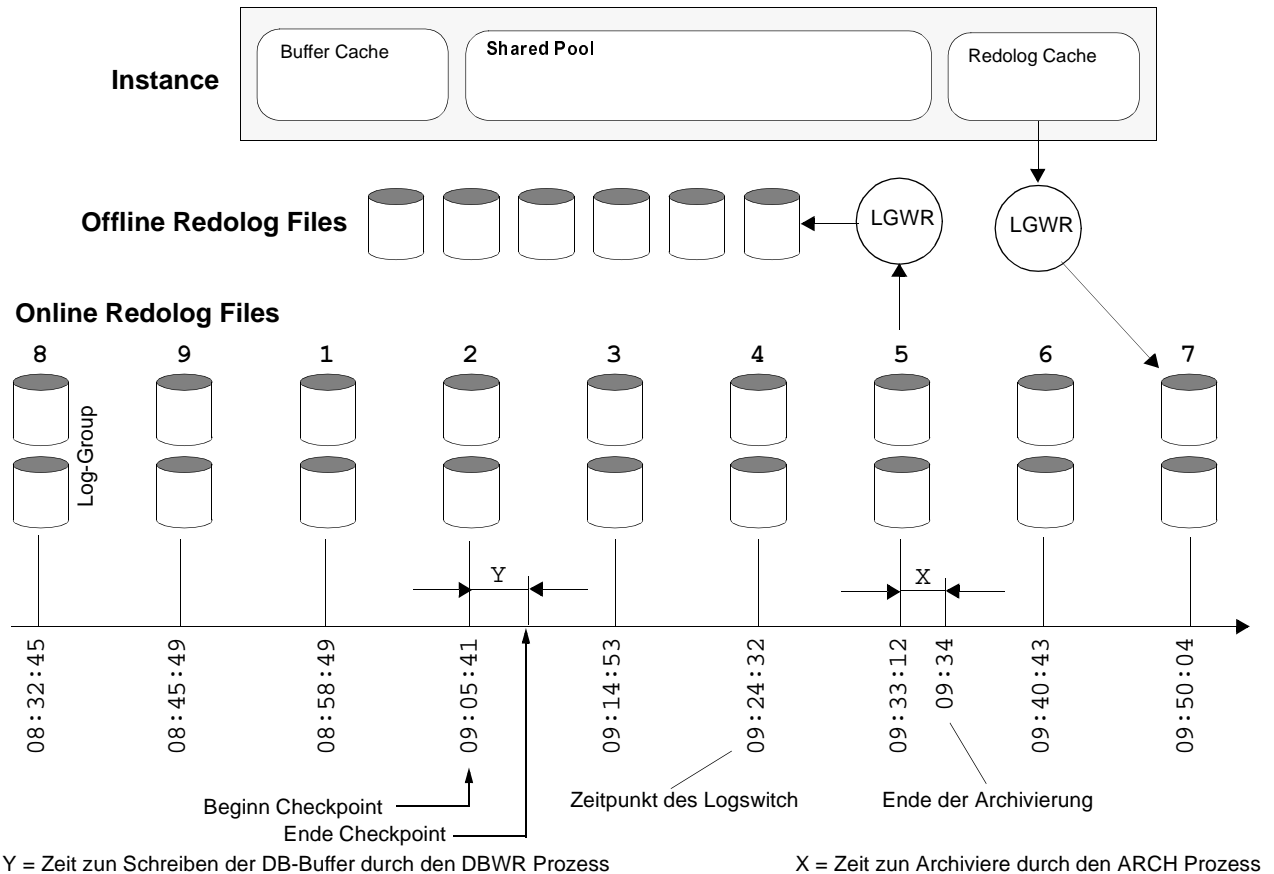 Buffer Cache
Shared Pool
Redolog Cache
Instance
Offline Redolog Files
LGWR
LGWR
Online Redolog Files
8
9
1
2
3
4
5
6
7
Log-Group
Y
X
08:32:45
08:45:49
08:58:49
09:05:41
09:14:53
09:24:32
09:33:12
09:34
09:40:43
09:50:04
Beginn Checkpoint
Ende Checkpoint
Zeitpunkt des Logswitch
Ende der Archivierung
Y = Zeit zun Schreiben der DB-Buffer durch den DBWR Prozess
X = Zeit zun Archiviere durch den ARCH Prozess